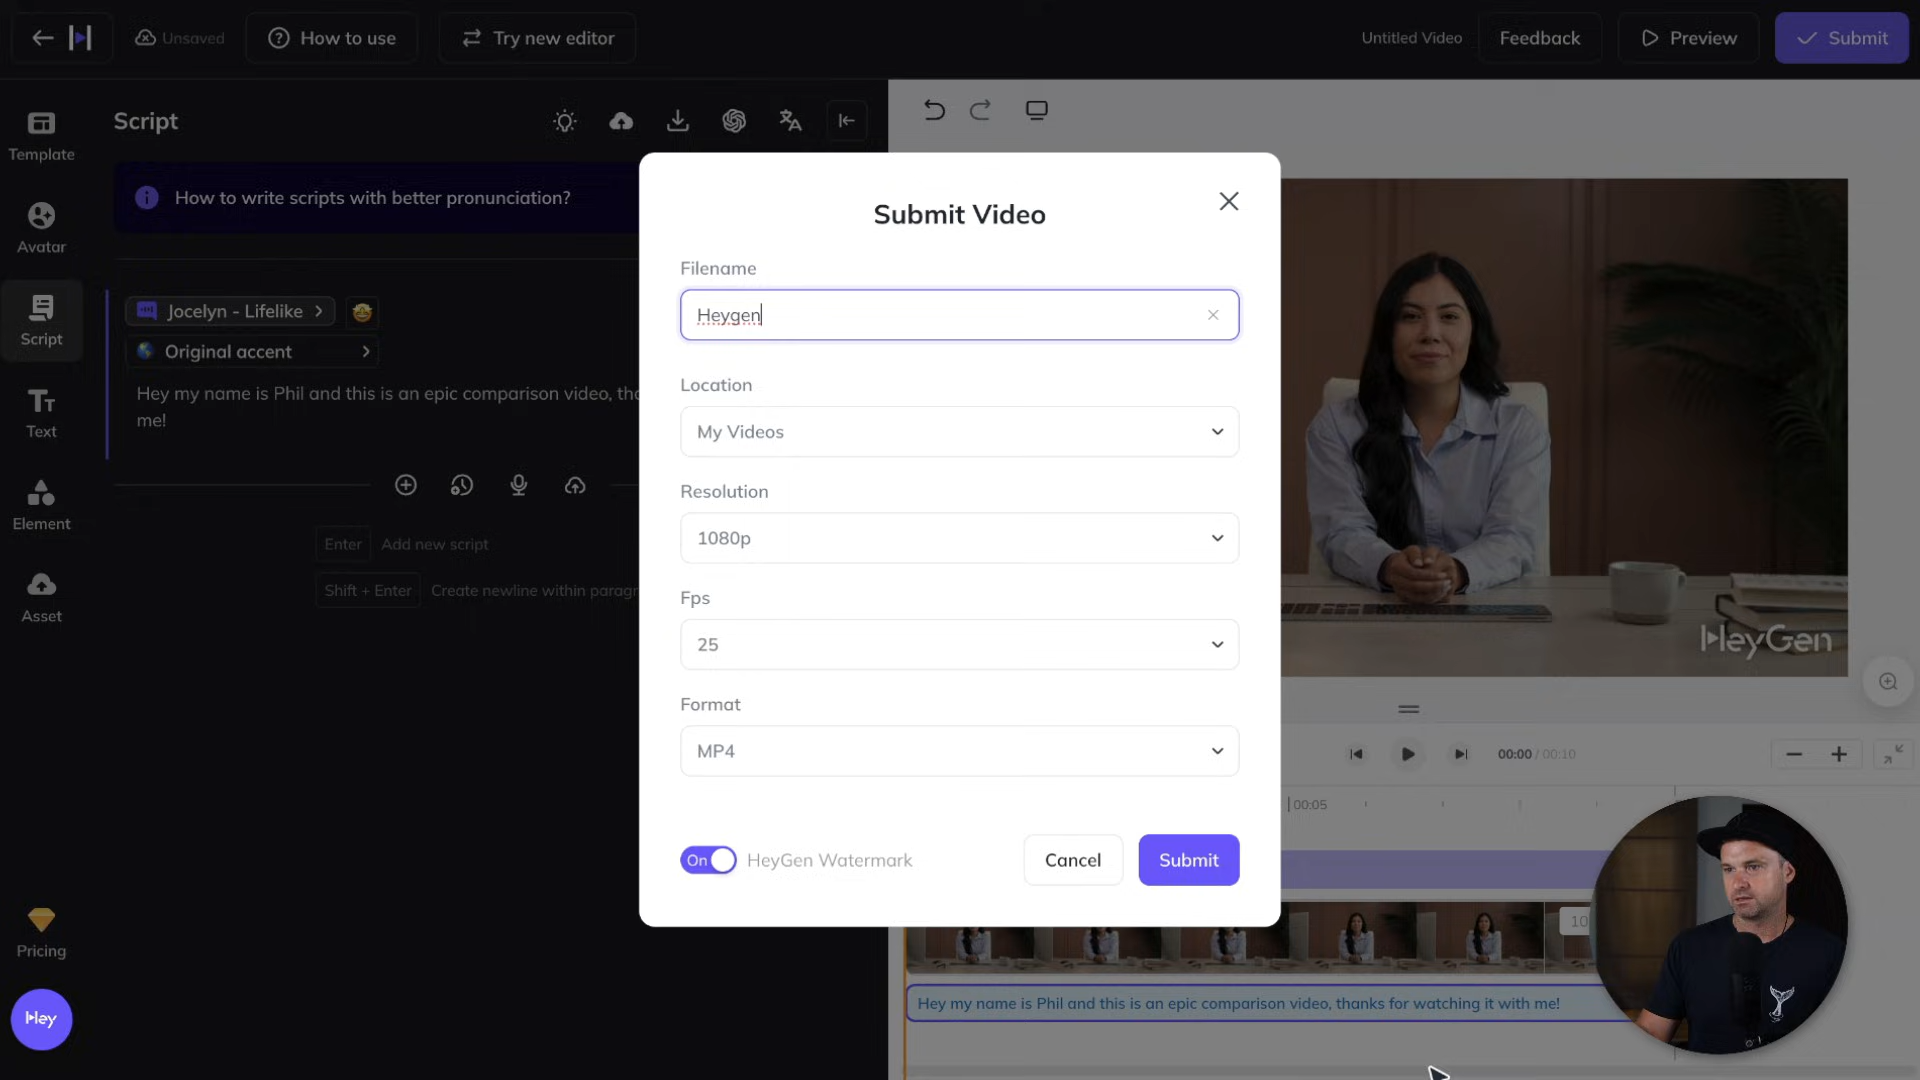 Unsaved
How to use
Try new editor
Untitled Video
Feedback
Preview
Submit
Template
Avatar
Script
Text
Element
Asset
Pricing
Hey
Script
How to write scripts with better pronunciation?
Jocelyn - Lifelike
Original accent
Hey my name is Phil and this is an epic comparison video,
me!
Enter Add new script
Shift + Enter Create newline within
Submit Video
Filename
Heygen
Location
My Videos
Resolution
1080p
Fps
25
Format
MP4
On HeyGen Watermark
Cancel
Submit
HeyGen
00:00 / 00:10
00:05
10
Hey my name is Phil and this is an epic comparison video, thanks for watching it with me!